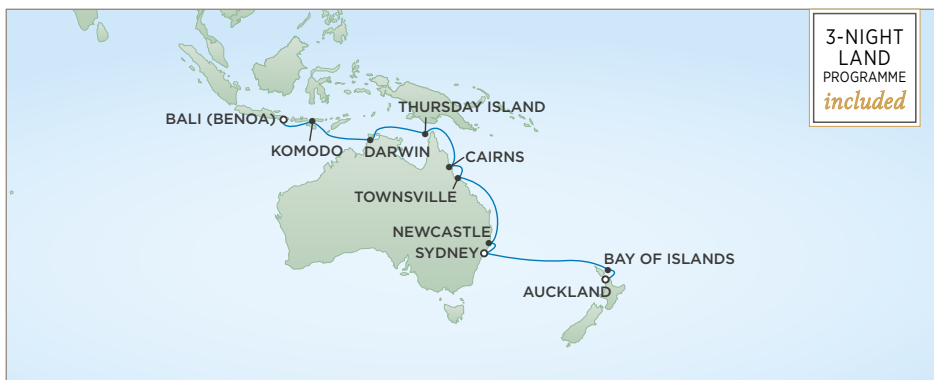 3-NIGHT
LAND
PROGRAMME
included
THURSDAY ISLAND
BALI (BENOA)
KOMODO
DARWIN
CAIRNS
TOWNSVILLE
NEWCASTLE
SYDNEY
BAY OF ISLANDS
AUCKLAND